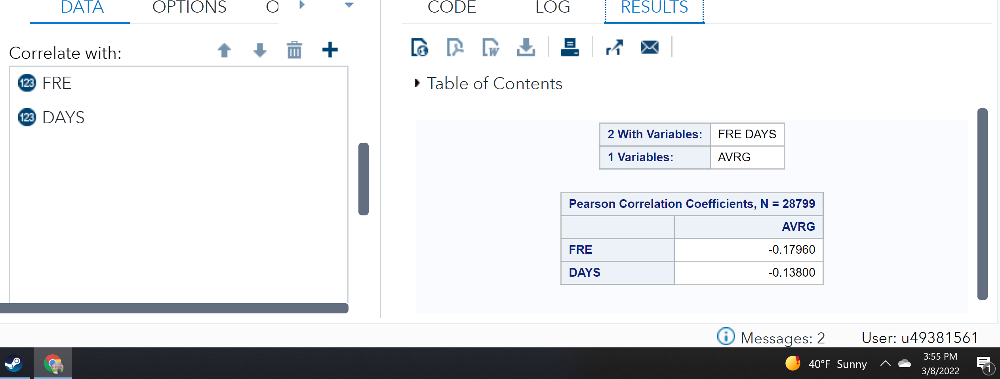 DATA OPTIONS O
CODE LOG RESULTS
Correlate with:
123 FRE
123 DAYS
Table of Contents
2 With Variables: FRE DAYS
1 Variables: AVRG
Pearson Correlation Coefficients, N = 28799
AVRG
FRE -0.17960
DAYS -0.13800
Messages: 2 User: u49381561
40°F Sunny 3:55 PM
3/8/2022
1